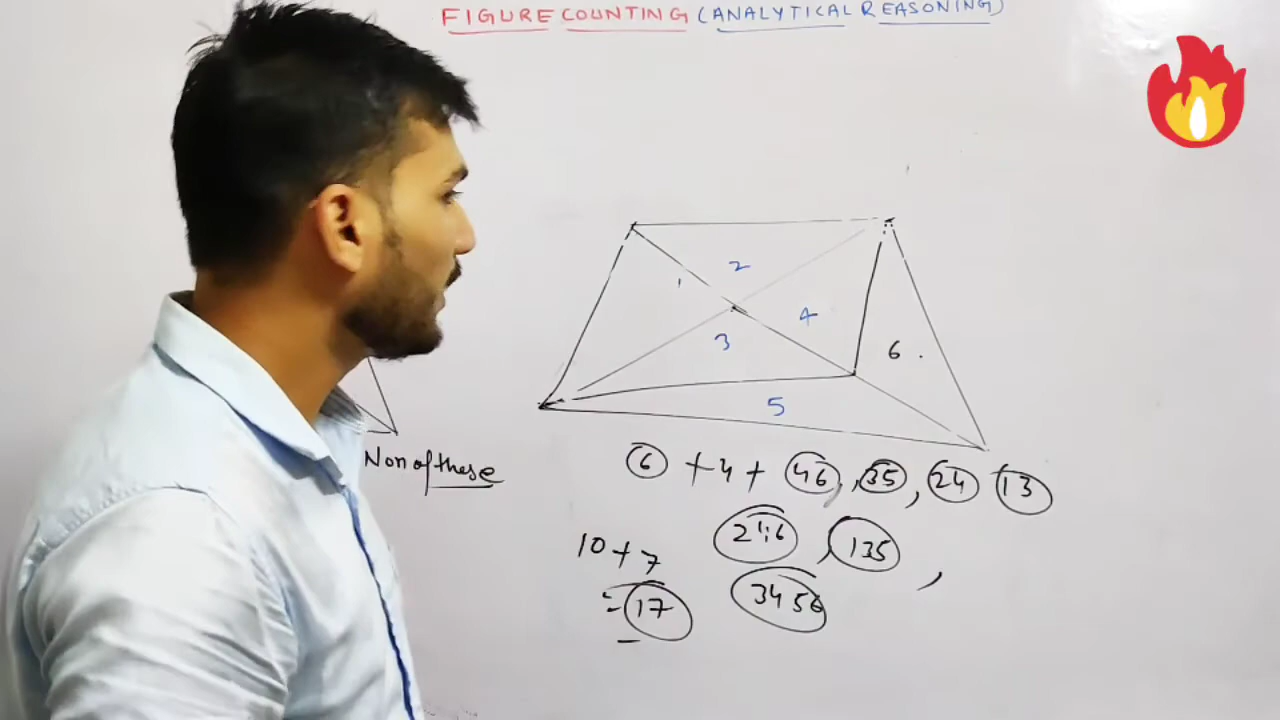 FIGURE COUNTING (ANALYTICAL REASONING)
1 2
3 4
6
5
Non of these
6 + 4 + 46, 35, 24 13
246, 135,
10+7
3456
=17